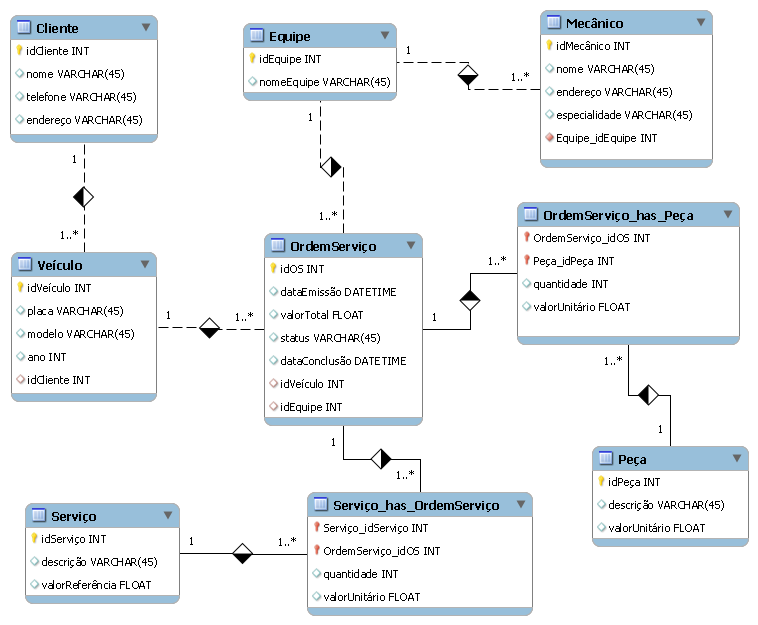 Cliente
idCliente INT
nome VARCHAR(45)
telefone VARCHAR(45)
endereço VARCHAR(45)
1
1..*
Equipe
idEquipe INT
nomeEquipe VARCHAR(45)
1
1..*
1
1..*
Mecânico
idMecânico INT
nome VARCHAR(45)
endereço VARCHAR(45)
especialidade VARCHAR(45)
Equipe_idEquipe INT
Veículo
idVeículo INT
placa VARCHAR(45)
modelo VARCHAR(45)
ano INT
idCliente INT
1
1..*
OrdemServiço
idOS INT
dataEmissão DATETIME
valorTotal FLOAT
status VARCHAR(45)
dataConclusão DATETIME
idVeículo INT
idEquipe INT
1
1..*
OrdemServiço_has_Peça
OrdemServiço_idOS INT
Peça_idPeça INT
quantidade INT
valorUnitário FLOAT
1..*
1
Peça
idPeça INT
descrição VARCHAR(45)
valorUnitário FLOAT
1
1..*
Serviço
idServiço INT
descrição VARCHAR(45)
valorReferência FLOAT
1
1..*
Serviço_has_OrdemServiço
Serviço_idServiço INT
OrdemServiço_idOS INT
quantidade INT
valorUnitário FLOAT